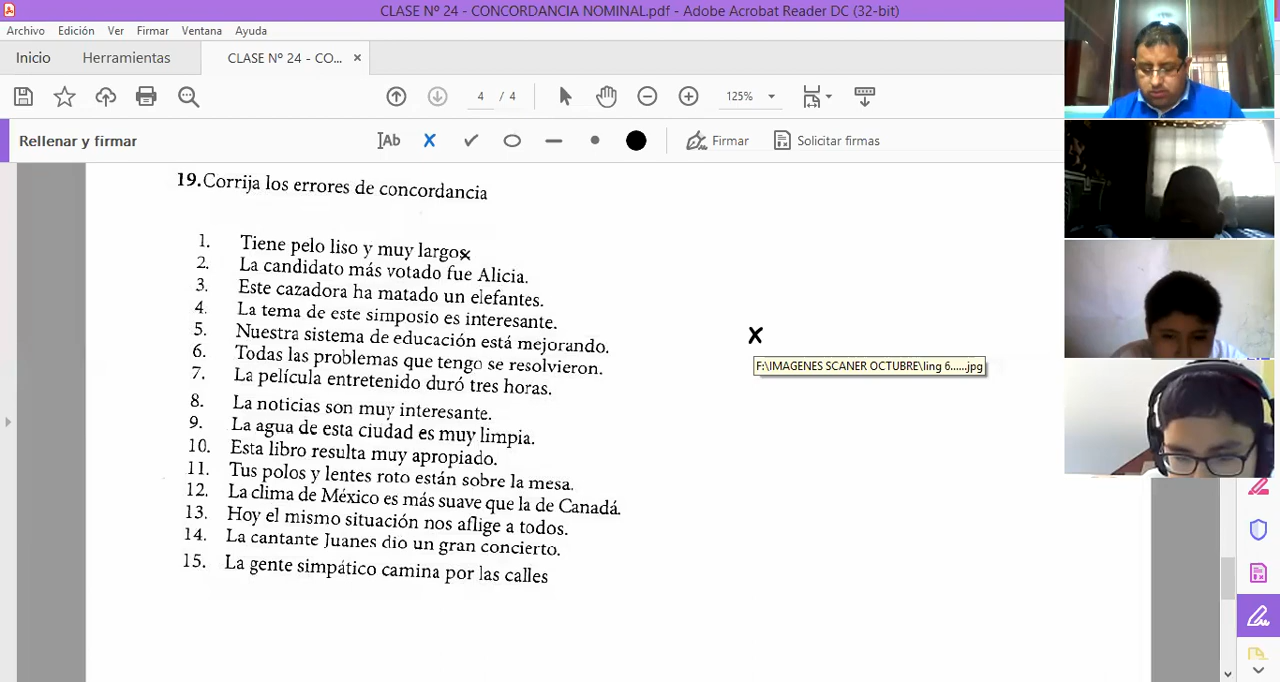 CLASE Nº 24 - CONCORDANCIA NOMINAL.pdf - Adobe Acrobat Reader DC (32-bit)
Archivo Edición Ver Firmar Ventana Ayuda
Inicio Herramientas CLASE Nº 24 - CO... ×
4 / 4 125%
Rellenar y firmar Ab Firmar Solicitar firmas
19. Corrija los errores de concordancia
1. Tiene pelo liso y muy largox
2. La candidato más votado fue Alicia.
3. Este cazadora ha matado un elefantes.
4. La tema de este simposio es interesante.
5. Nuestra sistema de educación está mejorando.
6. Todas las problemas que tengo se resolvieron.
7. La película entretenido duró tres horas.
8. La noticias son muy interesante.
9. La agua de esta ciudad es muy limpia.
10. Esta libro resulta muy apropiado.
11. Tus polos y lentes roto están sobre la mesa.
12. La clima de México es más suave que la de Canadá.
13. Hoy el mismo situación nos aflige a todos.
14. La cantante Juanes dio un gran concierto.
15. La gente simpático camina por las calles
X
F:\IMAGENES SCANER OCTUBRE\ling 6......jpg